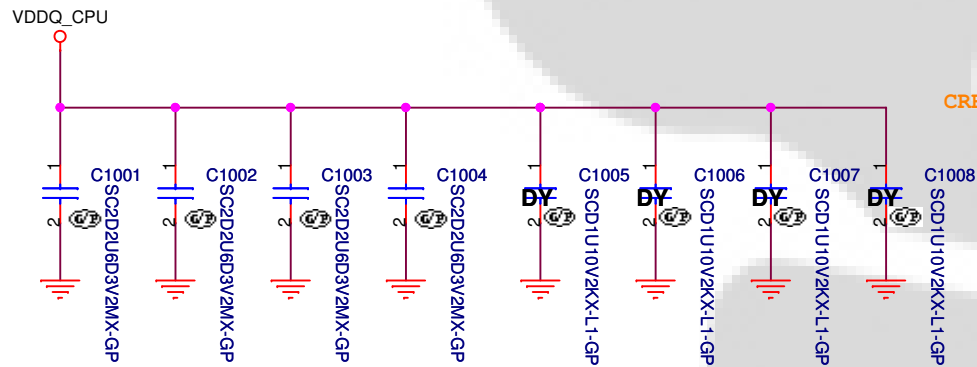 VDDQ_CPU
CRE
C1001
C1002
C1003
C1004
C1005
C1006
C1007
C1008
1
1
1
1
1
1
1
1
2
2
2
2
2
2
2
2
DY
DY
DY
DY
G/P
G/P
G/P
G/P
G/P
G/P
G/P
G/P
SC2D2U6D3V2MX-GP
SC2D2U6D3V2MX-GP
SC2D2U6D3V2MX-GP
SC2D2U6D3V2MX-GP
SCD1U10V2KX-L1-GP
SCD1U10V2KX-L1-GP
SCD1U10V2KX-L1-GP
SCD1U10V2KX-L1-GP